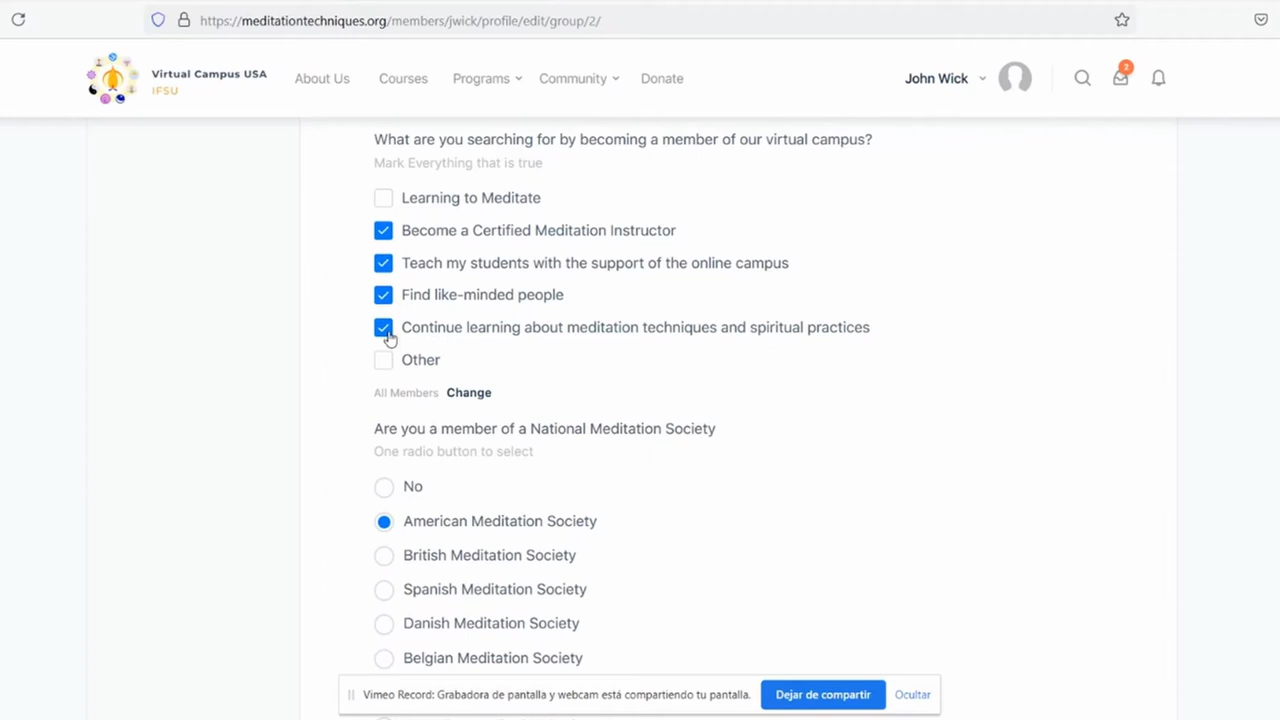 https://meditationtechniques.org/members/jwick/profile/edit/group/2/
Virtual Campus USA
IFSU
About Us
Courses
Programs
Community
Donate
John Wick
2
What are you searching for by becoming a member of our virtual campus?
Mark Everything that is true
Learning to Meditate
Become a Certified Meditation Instructor
Teach my students with the support of the online campus
Find like-minded people
Continue learning about meditation techniques and spiritual practices
Other
All Members Change
Are you a member of a National Meditation Society
One radio button to select
No
American Meditation Society
British Meditation Society
Spanish Meditation Society
Danish Meditation Society
Belgian Meditation Society
Vimeo Record: Grabadora de pantalla y webcam está compartiendo tu pantalla.
Dejar de compartir
Ocultar